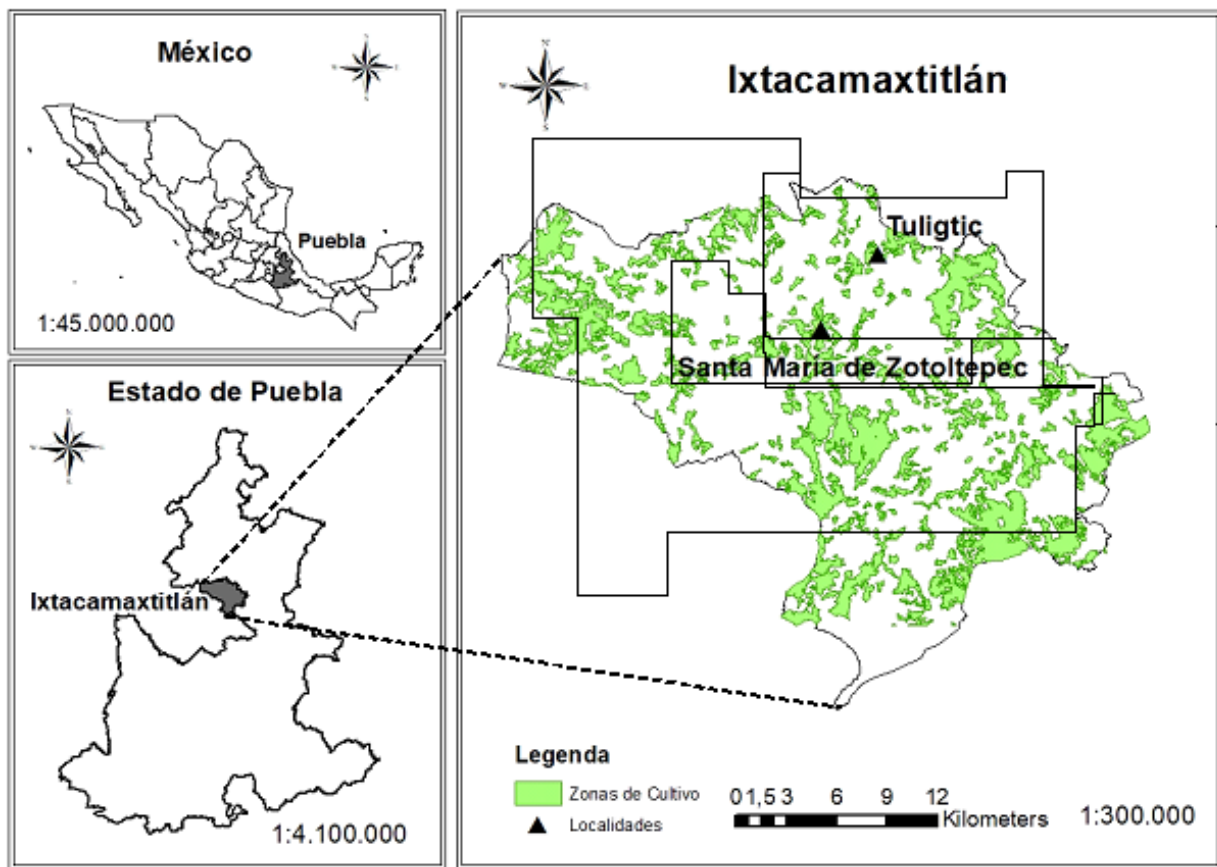 México
Puebla
1:45.000.000
Estado de Puebla
Ixtacamaxtitlán
1:4.100.000
Ixtacamaxtitlán
Tuligtic
Santa María de Zotoltepec
Legenda
Zonas de Cultivo
Localidades
0 1,5 3 6 9 12
Kilometers
1:300.000